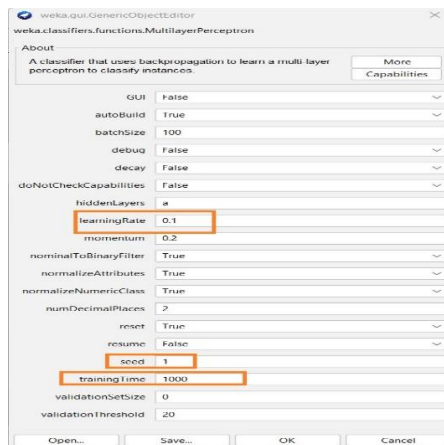 weka.gui.GenericObjectEditor
weka.classifiers.functions.MultilayerPerceptron
About
A classifier that uses backpropagation to learn a multi-layer perceptron to classify instances.
More
Capabilities
GUI False
autoBuild True
batchSize 100
debug False
decay False
doNotCheckCapabilities False
hiddenLayers a
learningRate 0.1
momentum 0.2
nominalToBinaryFilter True
normalizeAttributes True
normalizeNumericClass True
numDecimalPlaces 2
reset True
resume False
seed 1
trainingTime 1000
validationSetSize 0
validationThreshold 20
Open... Save... OK Cancel